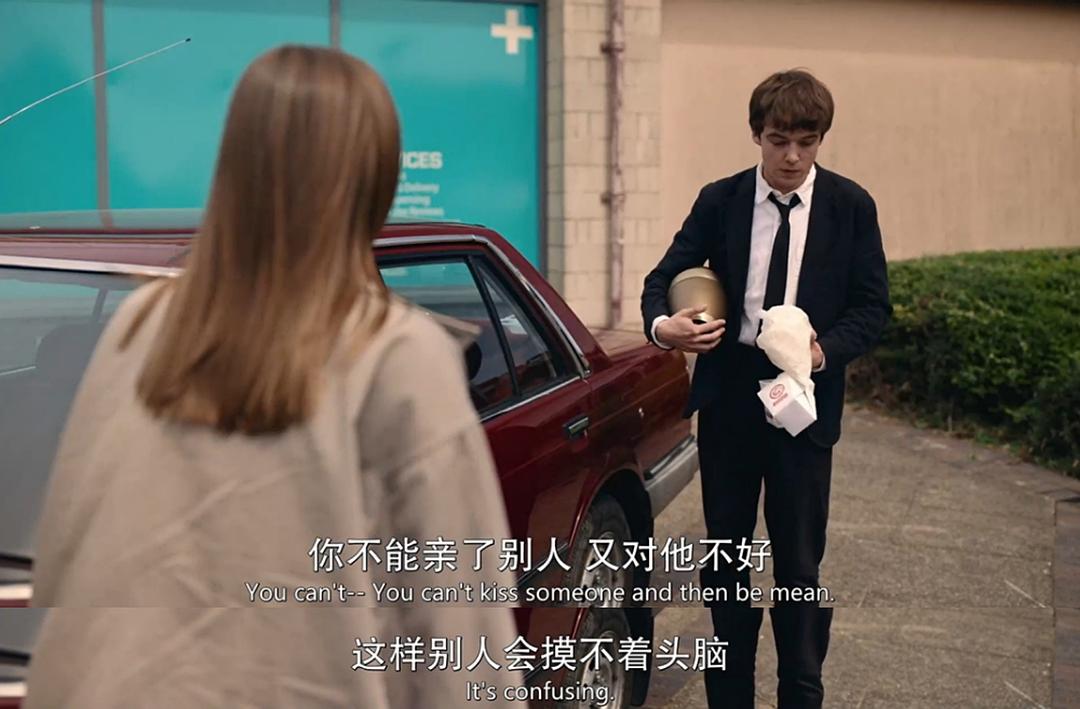 ICES
Delivery
你不能亲了别人 又对他不好
You can't-- You can't kiss someone and then be mean.
这样别人会摸不着头脑
It's confusing.